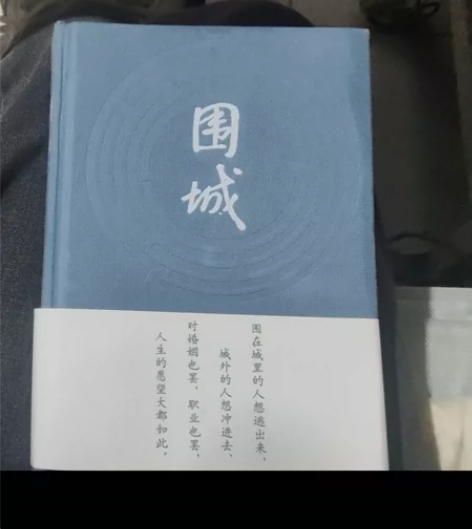 围城
围在城里的人想逃出来，
城外的人想冲进去，
对婚姻也罢，职业也罢，
人生的愿望大都如此。